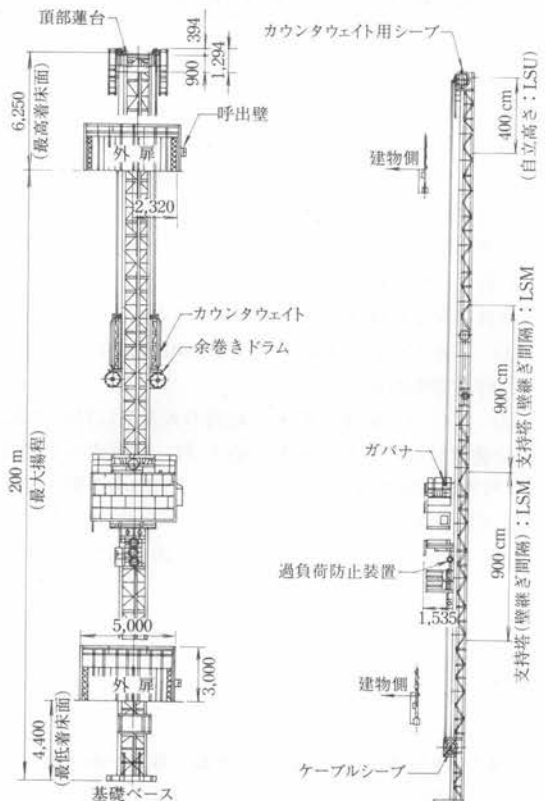 頂部蓮台
394
1,294
900
6,250
(最高着床面)
呼出壁
外 扉
2,320
カウンタウェイト
余巻きドラム
200 m
(最大揚程)
5,000
外 扉
3,000
4,400
(最低着床面)
基礎ベース
カウンタウェイト用シーブ
400 cm
(自立高さ:LSU)
建物側
900 cm
支持塔(壁継ぎ間隔):LSM
ガバナ
過負荷防止装置
1,535
900 cm
支持塔(壁継ぎ間隔):LSM
建物側
ケーブルシーブ